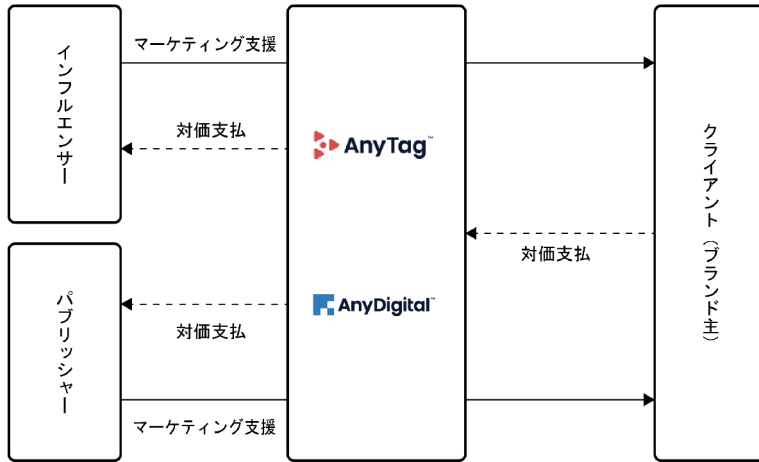 インフルエンサー
マーケティング支援
対価支払
AnyTag™
クライアント（ブランド主）
対価支払
パブリッシャー
AnyDigital™
対価支払
マーケティング支援